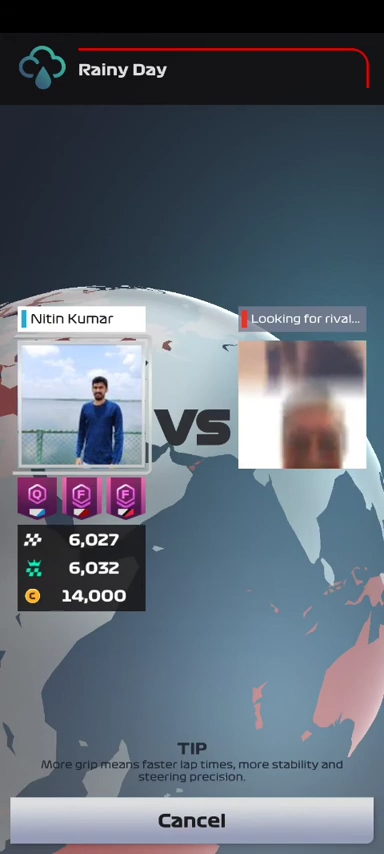 Rainy Day
Nitin Kumar
Looking for rival...
VS
Q
F
F
6,027
6,032
C
14,000
TIP
More grip means faster lap times, more stability and
steering precision.
Cancel